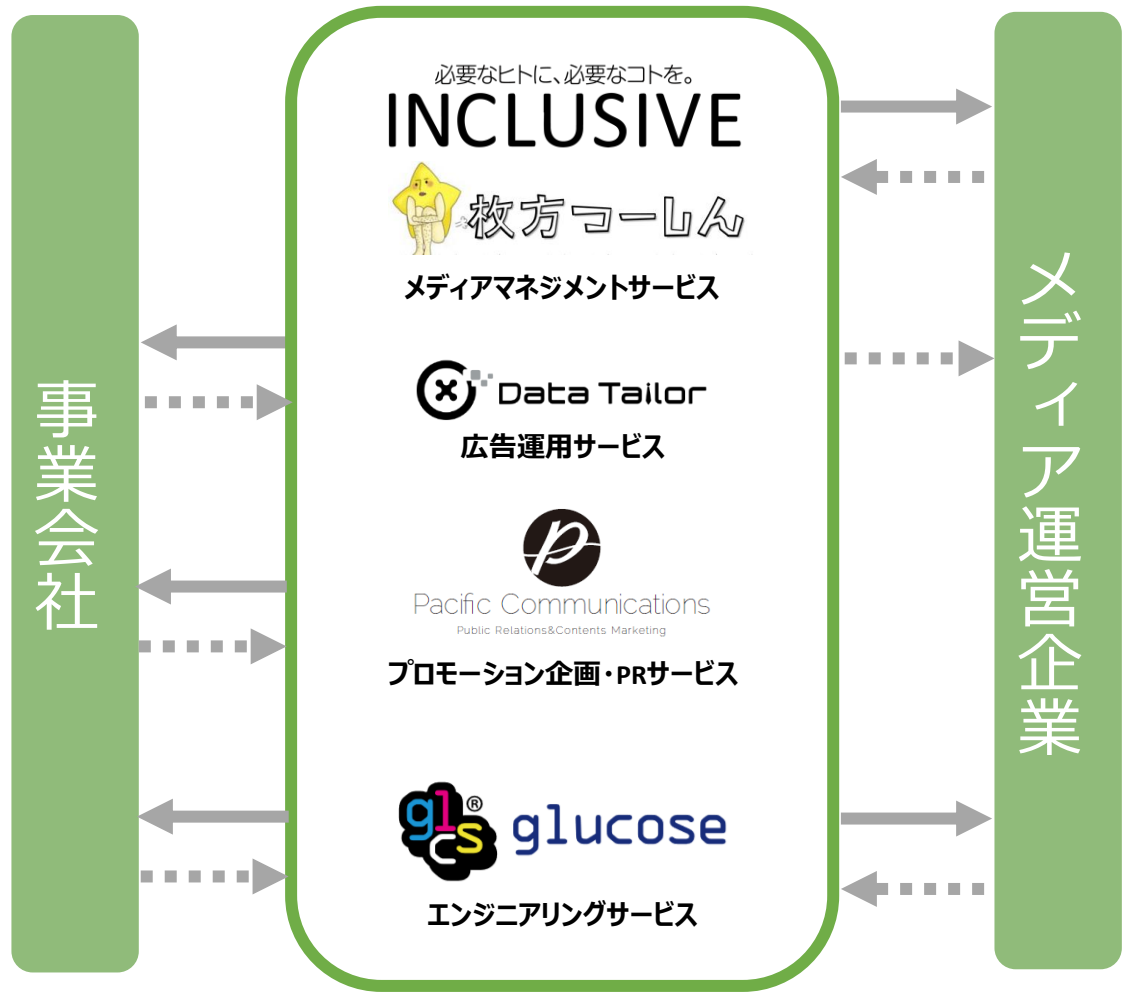 事業会社
必要なヒトに、必要なコトを。
INCLUSIVE
枚方つーしん
メディアマネジメントサービス
Data Tailor
広告運用サービス
p
Pacific Communications
Public Relations&Contents Marketing
プロモーション企画・PRサービス
glcs®
glucose
エンジニアリングサービス
メディア運営企業